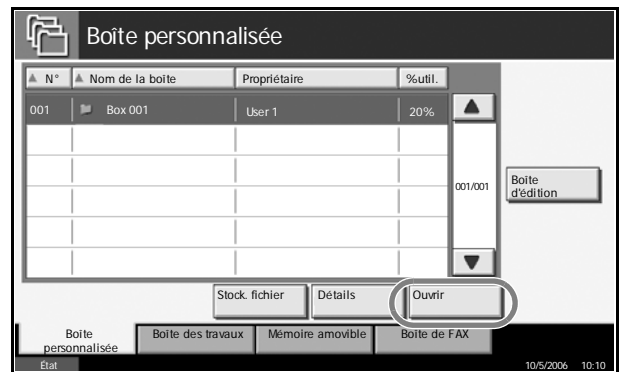 Boîte personnalisée
N° Nom de la boîte Propriétaire %util.
001 Box 001 User 1 20%
001/001
Boîte d'édition
Stock. fichier Détails Ouvrir
Boîte personnalisée Boîte des travaux Mémoire amovible Boîte de FAX
État 10/5/2006 10:10